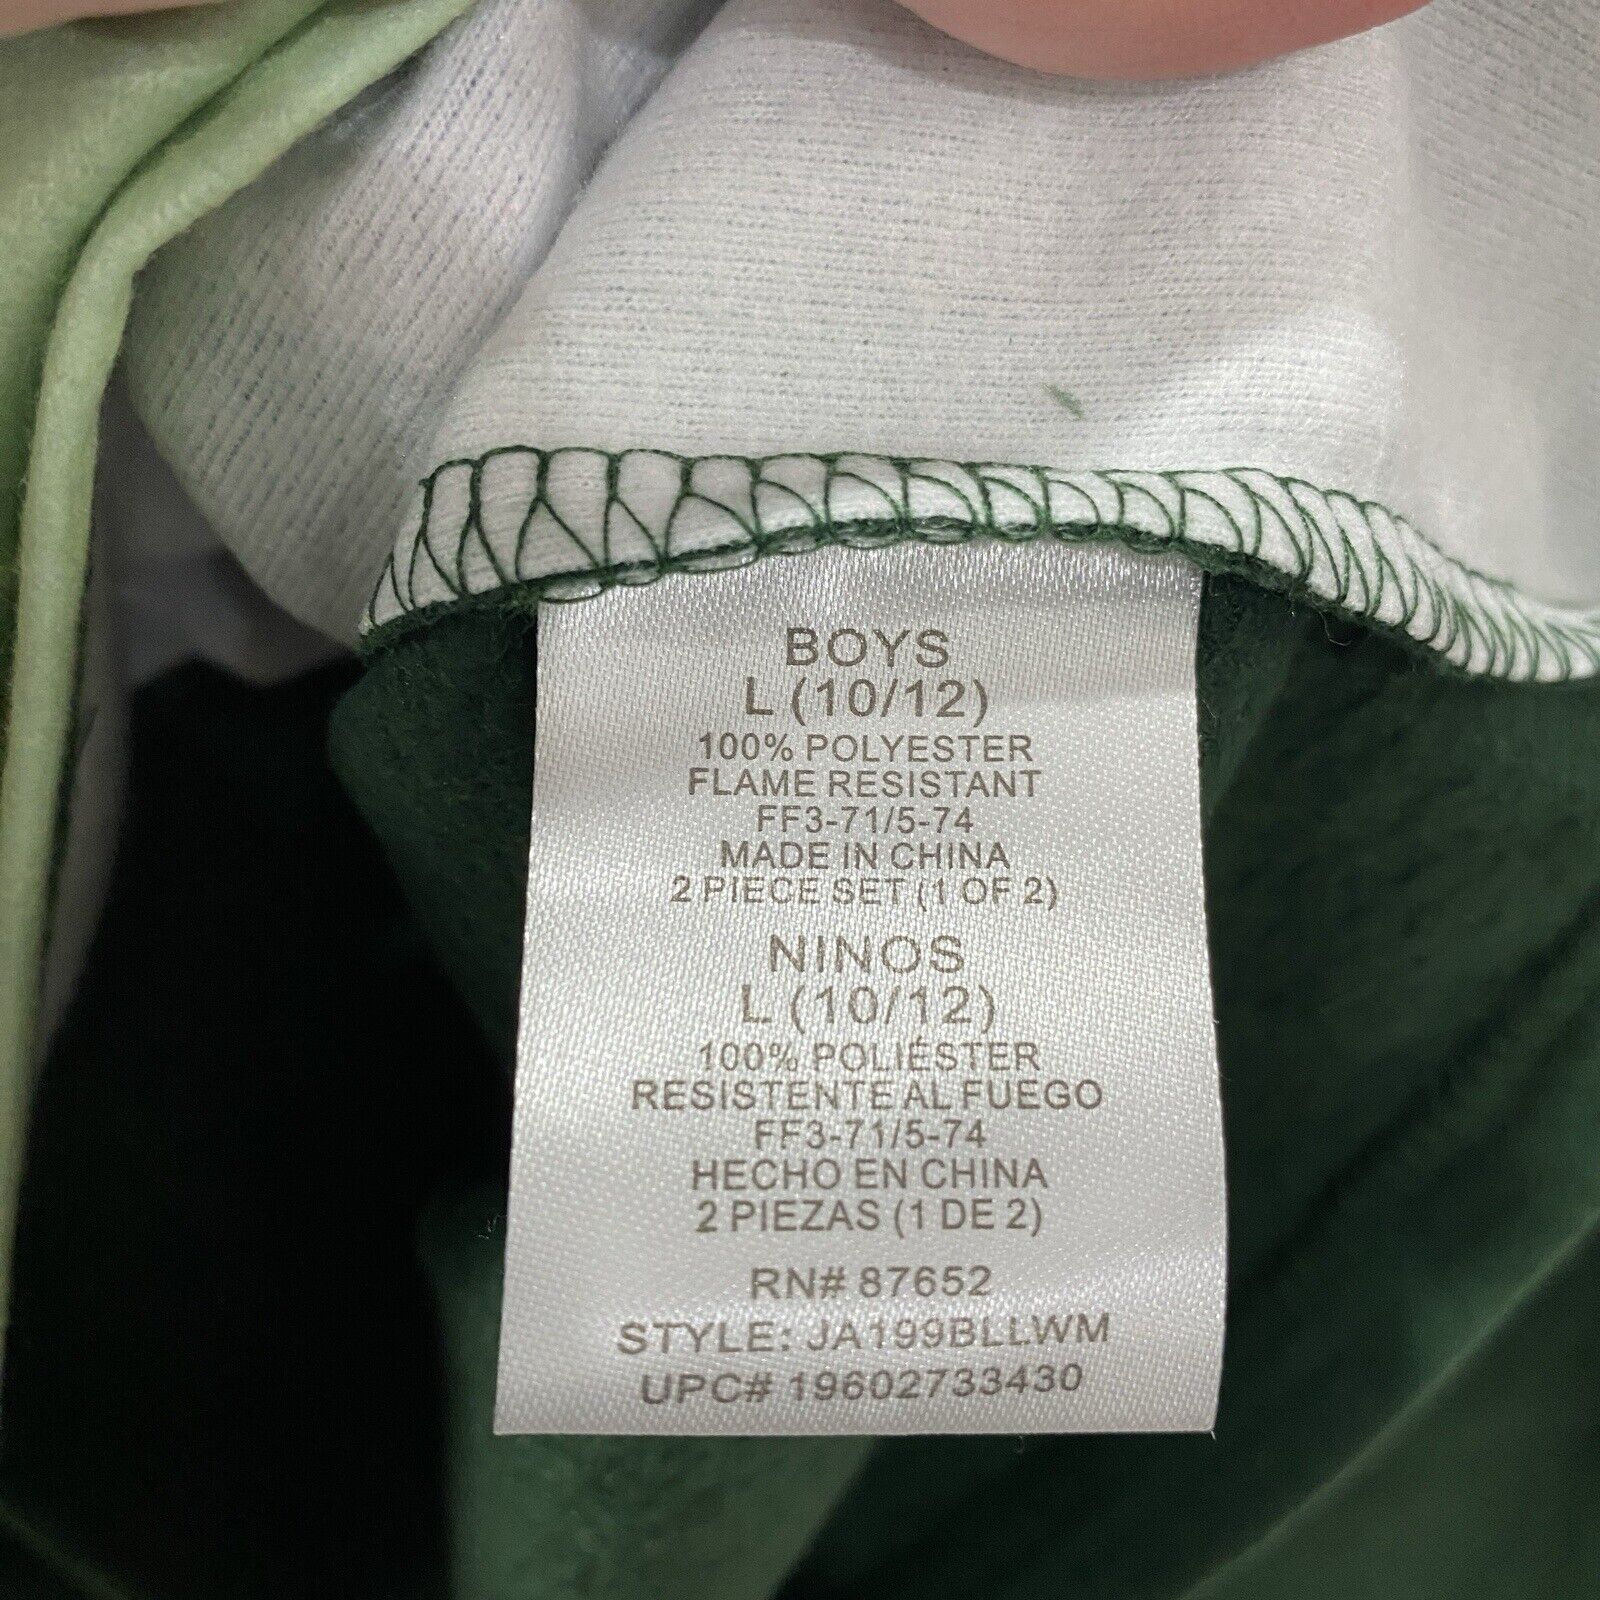 BOYS
L (10/12)
100% POLYESTER
FLAME RESISTANT
FF3-71/5-74
MADE IN CHINA
2 PIECE SET (1 OF 2)
NINOS
L (10/12)
100% POLIÉSTER
RESISTENTE AL FUEGO
FF3-71/5-74
HECHO EN CHINA
2 PIEZAS (1 DE 2)
RN# 87652
STYLE: JA199BLLWM
UPC# 19602733430